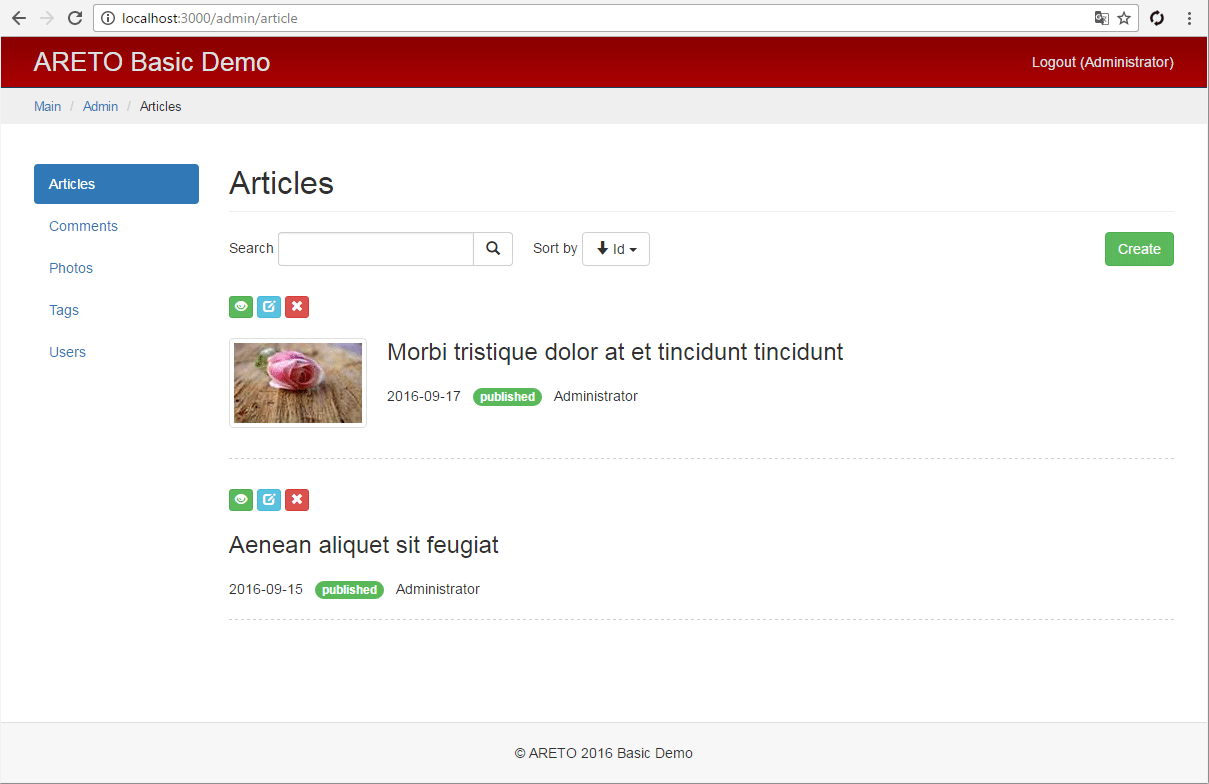 localhost:3000/admin/article
ARETO Basic Demo
Logout (Administrator)
Main / Admin / Articles
Articles
Comments
Photos
Tags
Users
Articles
Search
Sort by
Id
Create
Morbi tristique dolor at et tincidunt tincidunt
2016-09-17 published Administrator
Aenean aliquet sit feugiat
2016-09-15 published Administrator
© ARETO 2016 Basic Demo